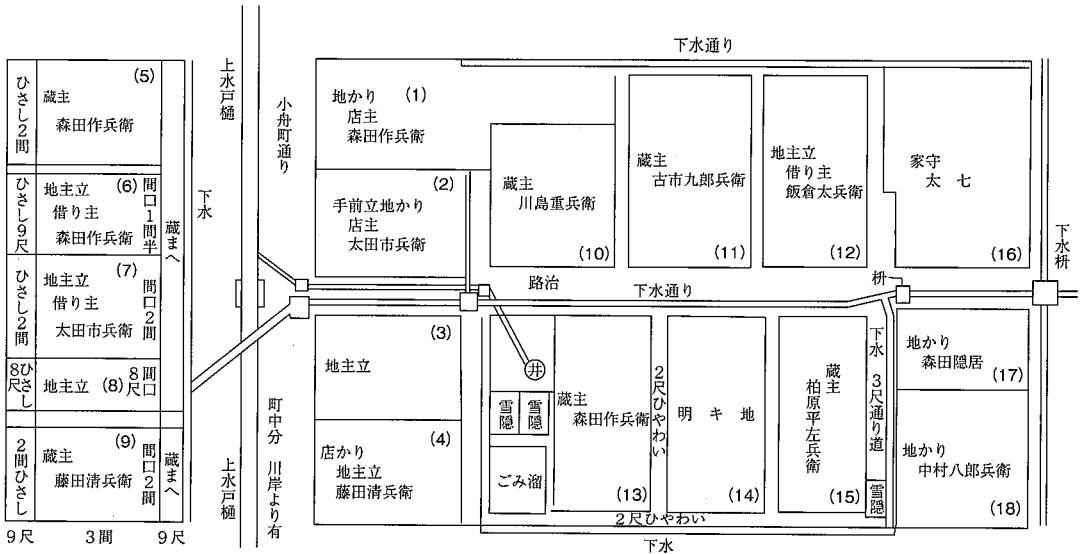 ひさし2間
(5)
蔵主
森田作兵衛
ひさし9尺
地主立 (6)
借り主
森田作兵衛
間口1間半
ひさし2間
地主立 (7)
借り主
太田市兵衛
間口2間
ひさし8尺
地主立 (8)
8尺間口
2間ひさし
(9)
蔵主
藤田清兵衛
間口2間
蔵まへ
蔵まへ
9尺
3間
9尺
上水戸樋
下水
上水戸樋
小舟町通り
町中分 川岸より有
下水通り
地かり (1)
店主
森田作兵衛
(2)
手前立地かり
店主
太田市兵衛
(3)
地主立
(4)
店かり
地主立
藤田清兵衛
蔵主
川島重兵衛
(10)
蔵主
古市九郎兵衛
(11)
地主立
借り主
飯倉太兵衛
(12)
家守
太七
(16)
下水枡
枡
路治
下水通り
井
雪隠
雪隠
ごみ溜
蔵主
森田作兵衛
(13)
2尺ひやわい
明キ地
(14)
蔵主
柏原平左兵衛
(15)
下水 3尺通り道
雪隠
地かり
森田隠居
(17)
地かり
中村八郎兵衛
(18)
2尺ひやわい
下水